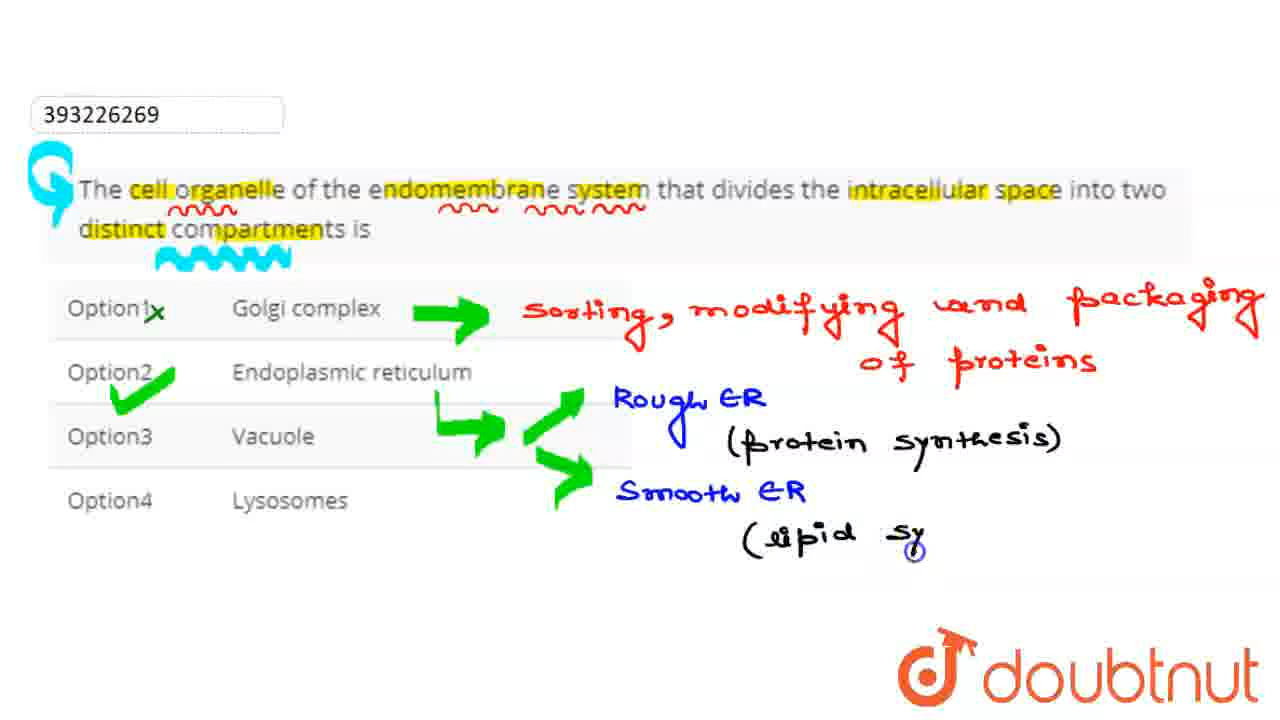 393226269
The cell organelle of the endomembrane system that divides the intracellular space into two
distinct compartments is
Option1 x Golgi complex
Sorting, modifying and packaging
of proteins
Option2 Endoplasmic reticulum
Rough ER
(protein synthesis)
Option3 Vacuole
Smooth ER
(lipid sy
Option4 Lysosomes
doubtnut